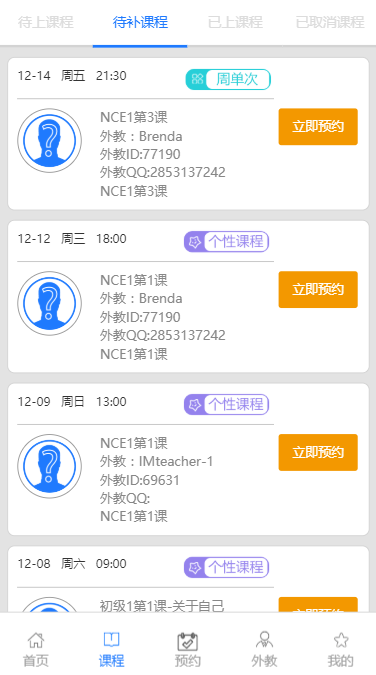 待上课程 待补课程 已上课程 已取消课程
12-14 周五 21:30 周单次
NCE1第3课
立即预约
外教：Brenda
外教ID:77190
外教QQ:2853137242
NCE1第3课
12-12 周三 18:00 个性课程
NCE1第1课
立即预约
外教：Brenda
外教ID:77190
外教QQ:2853137242
NCE1第1课
12-09 周日 13:00 个性课程
NCE1第1课
立即预约
外教：IMteacher-1
外教ID:69631
外教QQ:
NCE1第1课
12-08 周六 09:00 个性课程
初级1第1课-关于自己
立即预约
首页 课程 预约 外教 我的